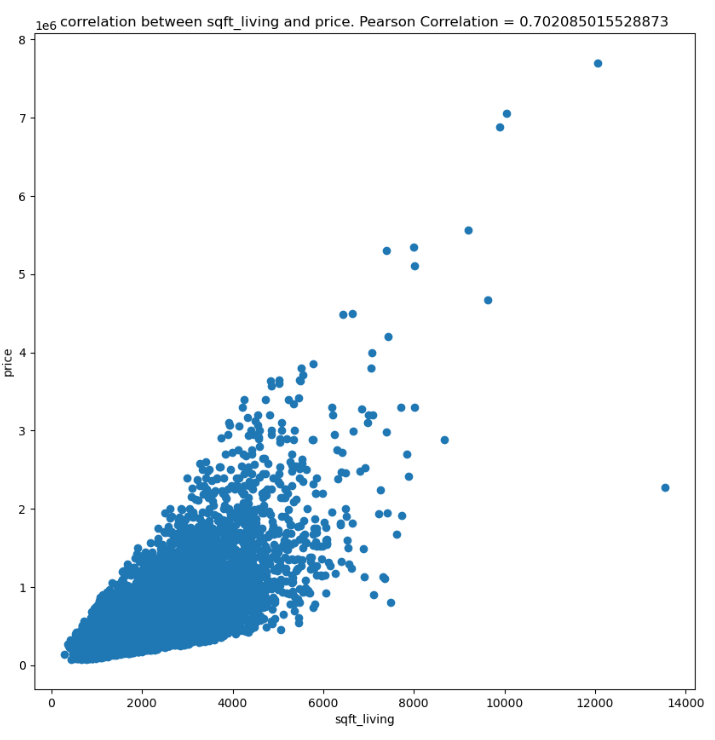 correlation between sqft_living and price. Pearson Correlation = 0.702085015528873
1e6
8
7
6
5
4
3
2
1
0
price
0 2000 4000 6000 8000 10000 12000 14000
sqft_living